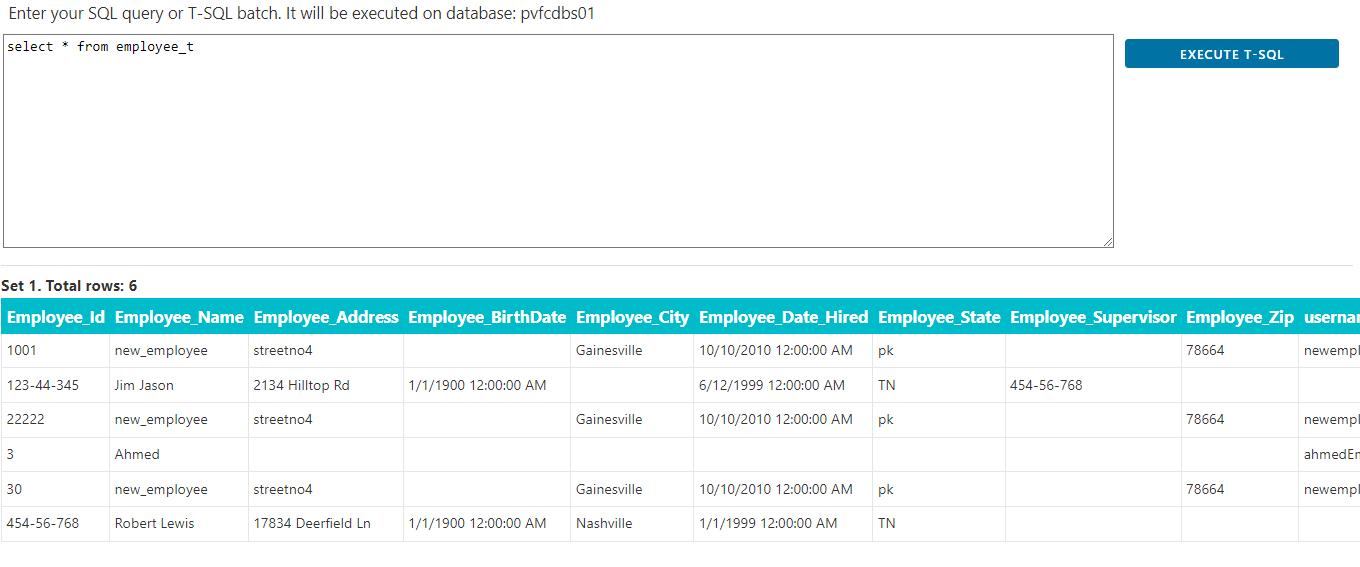 Enter your SQL query or T-SQL batch. It will be executed on database: pvfcdbs01
select * from employee_t
EXECUTE T-SQL
Set 1. Total rows: 6
Employee_Id Employee_Name Employee_Address Employee_BirthDate Employee_City Employee_Date_Hired Employee_State Employee_Supervisor Employee_Zip usernar
1001 new_employee streetno4 Gainesville 10/10/2010 12:00:00 AM pk 78664 newempl
123-44-345 Jim Jason 2134 Hilltop Rd 1/1/1900 12:00:00 AM 6/12/1999 12:00:00 AM TN 454-56-768
22222 new_employee streetno4 Gainesville 10/10/2010 12:00:00 AM pk 78664 newempl
3 Ahmed ahmedEm
30 new_employee streetno4 Gainesville 10/10/2010 12:00:00 AM pk 78664 newempl
454-56-768 Robert Lewis 17834 Deerfield Ln 1/1/1900 12:00:00 AM Nashville 1/1/1999 12:00:00 AM TN